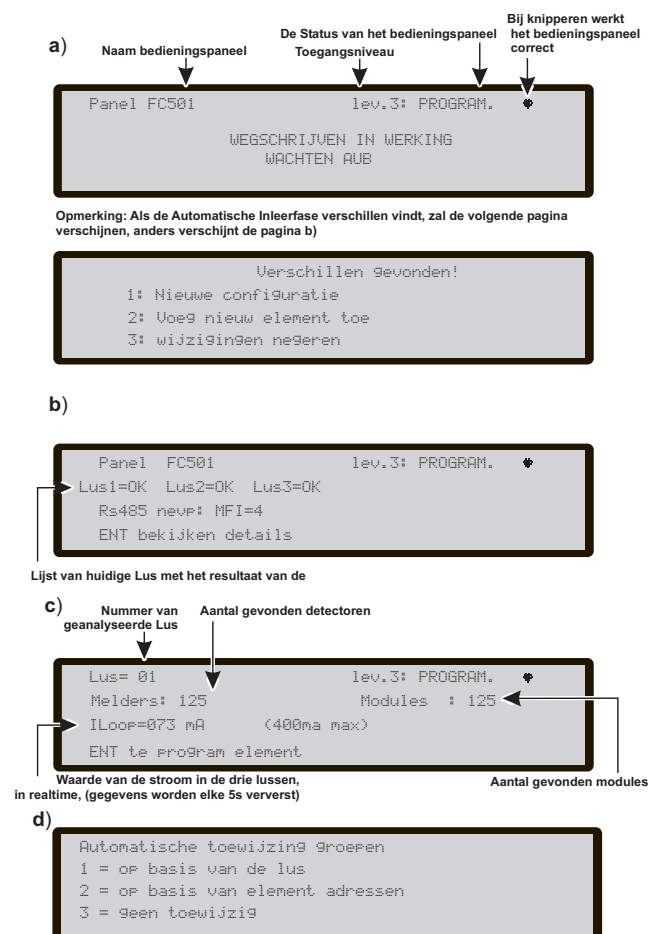 a)
Naam bedieningspaneel
De Status van het bedieningspaneel
Toegangsniveau
Bij knipperen werkt
het bedieningspaneel
correct
Panel FC501 lev.3: PROGRAM.
WEGSCHRIJVEN IN WERKING
WACHTEN AUB
Opmerking: Als de Automatische Inleerfase verschillen vindt, zal de volgende pagina
verschijnen, anders verschijnt de pagina b)
Verschillen gevonden!
1: Nieuwe configuratie
2: Voeg nieuw element toe
3: wijzigingen negeren
b)
Panel FC501 lev.3: PROGRAM.
Lus1=OK Lus2=OK Lus3=OK
Rs485 nevp: MFI=4
ENT bekijken details
Lijst van huidige Lus met het resultaat van de
c)
Nummer van
geanalyseerde Lus
Aantal gevonden detectoren
Lus= 01 lev.3: PROGRAM.
Melders: 125 Modules : 125
ILoop=073 mA (400ma max)
ENT te program element
Waarde van de stroom in de drie lussen,
in realtime, (gegevens worden elke 5s ververst)
Aantal gevonden modules
d)
Automatische toewijzing groepen
1 = op basis van de lus
2 = op basis van element adressen
3 = geen toewijzig